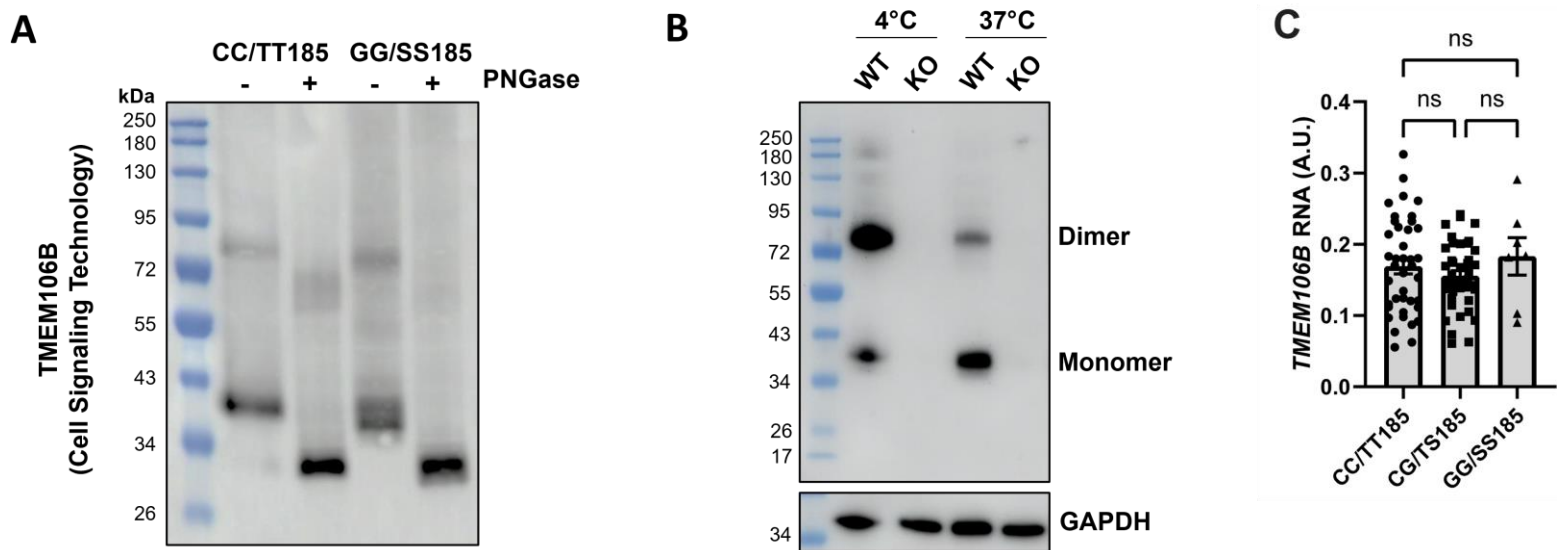 A
CC/TT185 GG/SS185
- + - + PNGase
kDa
250
180
130
95
72
55
43
34
26
TMEM106B
(Cell Signaling Technology)
B
4°C 37°C
WT KO WT KO
250
180
130
95
72
55
43
34
26
17
Dimer
Monomer
34
GAPDH
C
ns
ns ns
TMEM106B RNA (A.U.)
0.4
0.3
0.2
0.1
0.0
CC/TT185
CG/TS185
GG/SS185